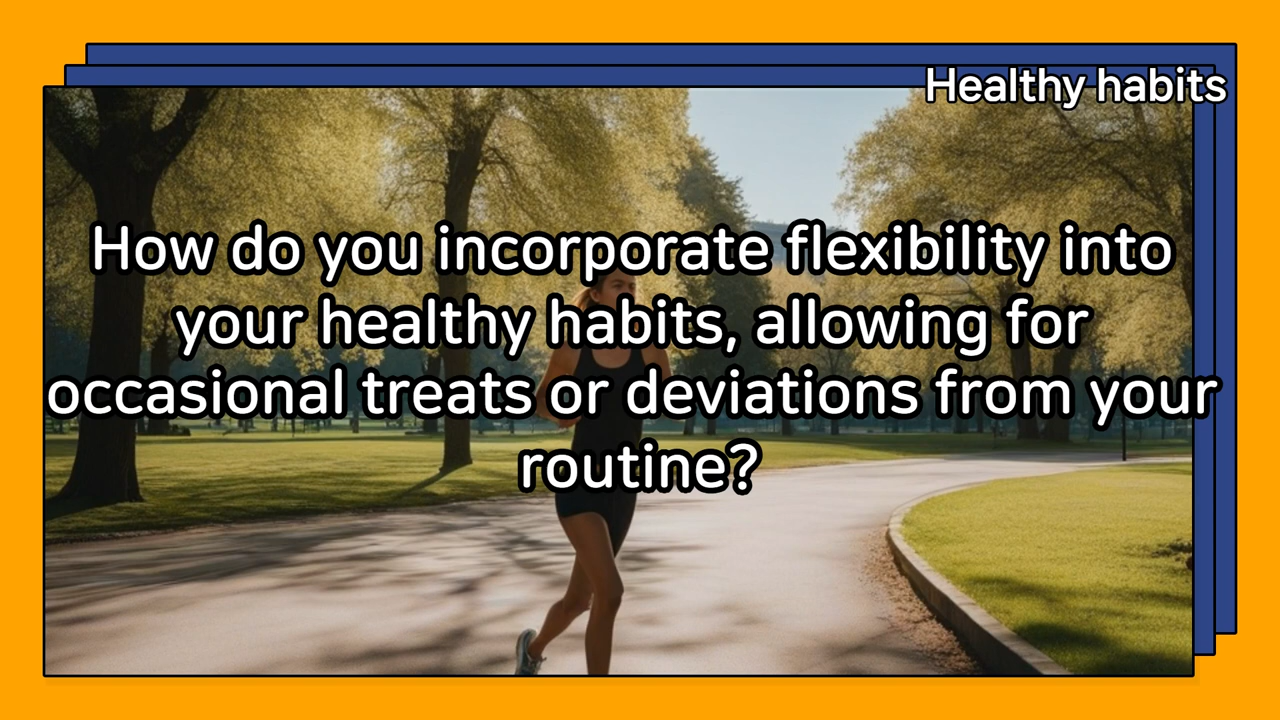 Healthy habits
How do you incorporate flexibility into
your healthy habits, allowing for
occasional treats or deviations from your
routine?